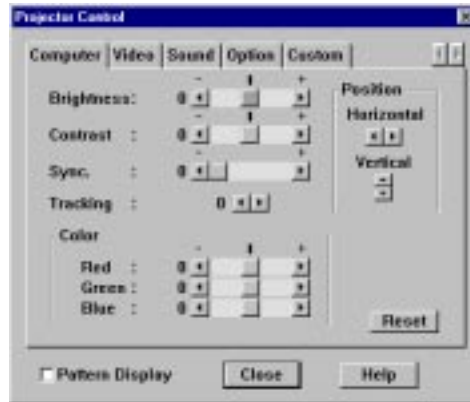 Projector Control
Computer Video Sound Option Custom
- +
Brightness: 0
- +
Contrast : 0
- +
Sync. : 0
Tracking : 0
Position
Horizontal
Vertical
Color
- +
Red : 0
Green : 0
Blue : 0
Reset
Pattern Display Close Help